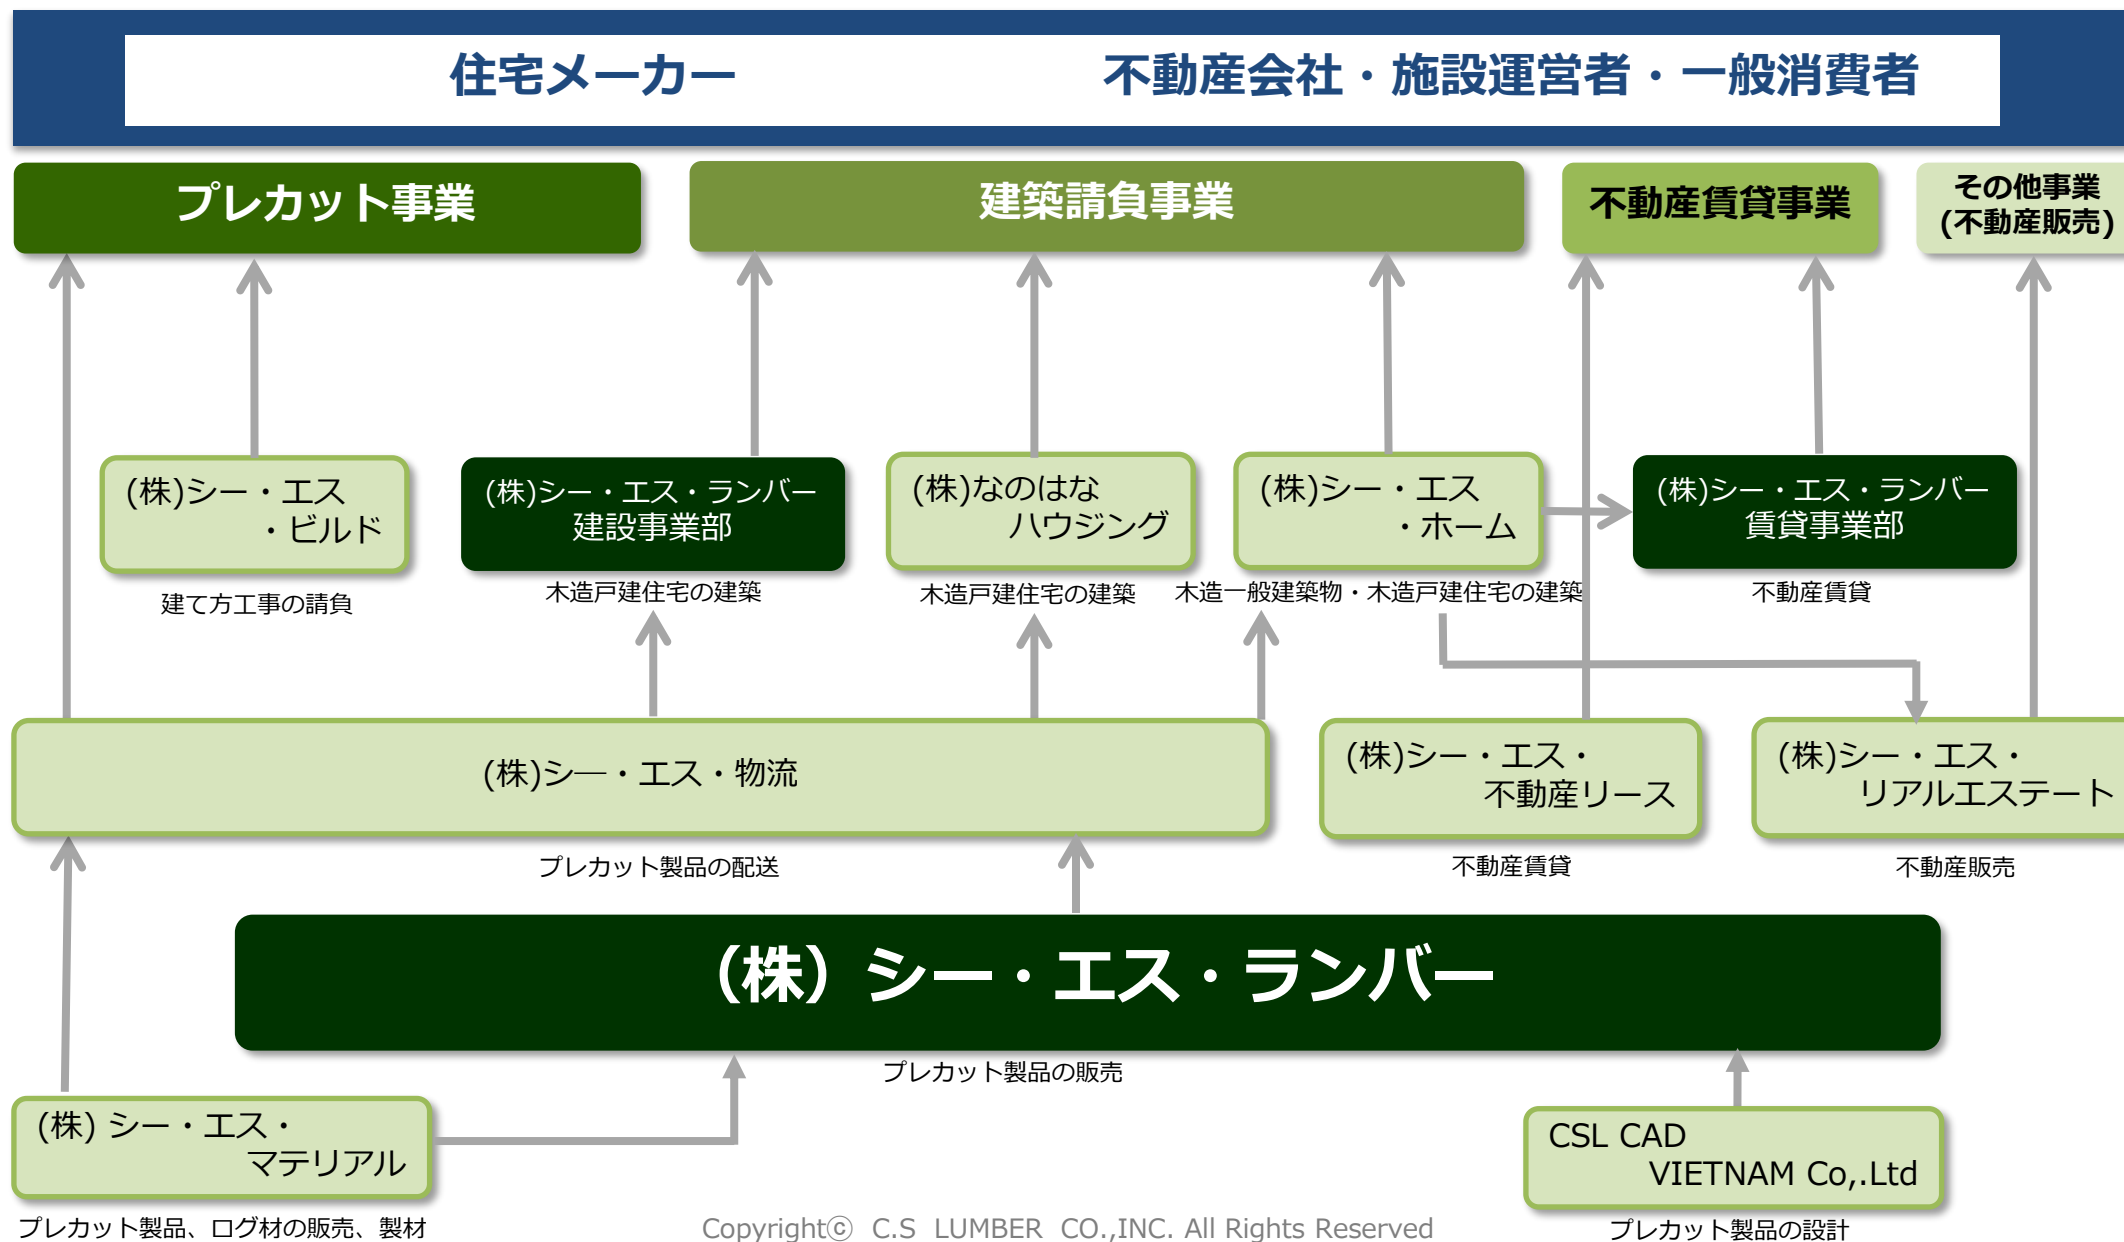 住宅メーカー
不動産会社・施設運営者・一般消費者
プレカット事業
建築請負事業
不動産賃貸事業
その他事業
(不動産販売)
(株)シー・エス
・ビルド
建て方工事の請負
(株)シー・エス・ランバー
建設事業部
木造戸建住宅の建築
(株)なのはな
ハウジング
木造戸建住宅の建築
(株)シー・エス
・ホーム
木造一般建築物・木造戸建住宅の建築
(株)シー・エス・ランバー
賃貸事業部
不動産賃貸
(株)シ―・エス・物流
プレカット製品の配送
(株)シー・エス・
不動産リース
不動産賃貸
(株)シー・エス・
リアルエステート
不動産販売
(株) シー・エス・ランバー
プレカット製品の販売
(株) シー・エス・
マテリアル
プレカット製品、ログ材の販売、製材
CSL CAD
VIETNAM Co,.Ltd
プレカット製品の設計
Copyrightⓒ C.S LUMBER CO.,INC. All Rights Reserved